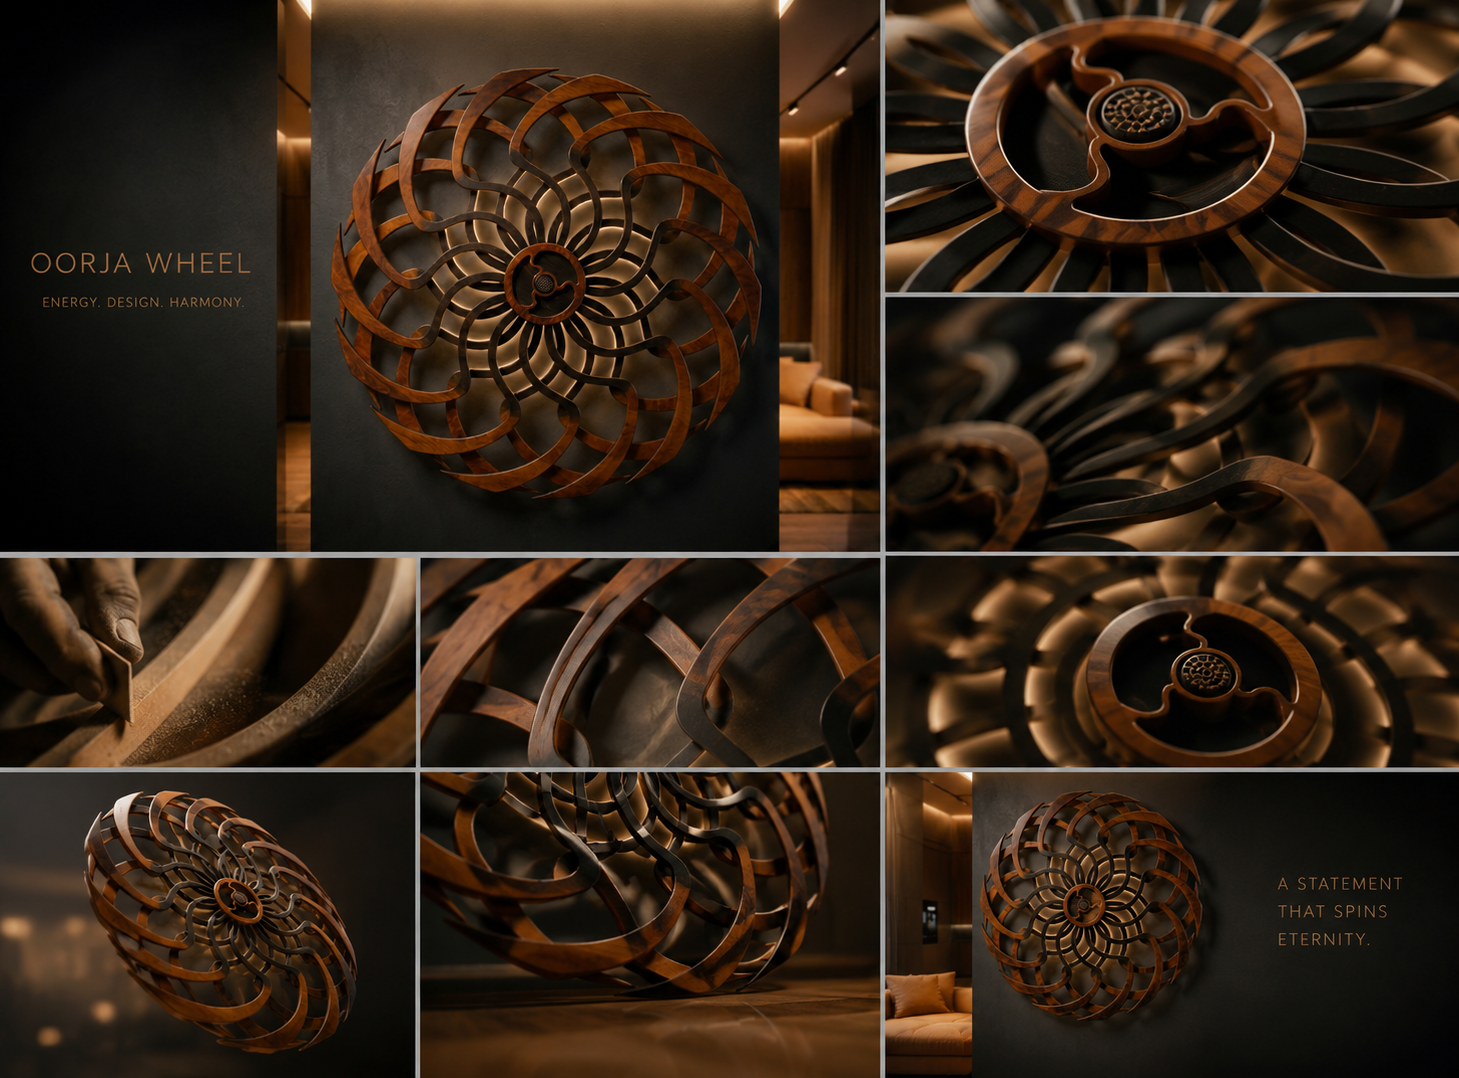 OORJA WHEEL
ENERGY. DESIGN. HARMONY.
A STATEMENT
THAT SPINS
ETERNITY.